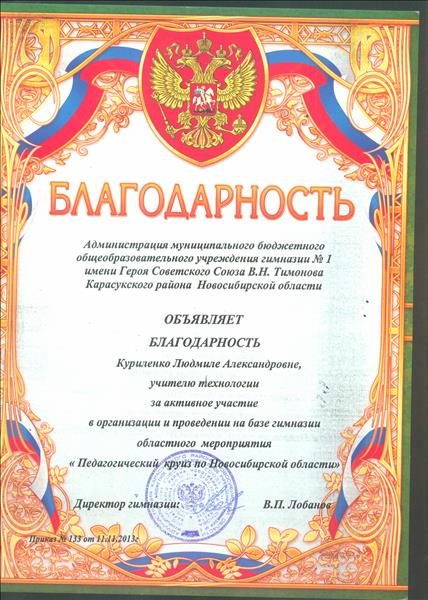 БЛАГОДАРНОСТЬ
Администрация муниципального бюджетного
общеобразовательного учреждения гимназии № 1
имени Героя Советского Союза В.Н. Тимонова
Карасукского района Новосибирской области
ОБЪЯВЛЯЕТ
БЛАГОДАРНОСТЬ
Куриленко Людмиле Александровне,
учителю технологии
за активное участие
в организации и проведении на базе гимназии
областного мероприятия
« Педагогический круиз по Новосибирской области»
Директор гимназии: В.П. Лобанов
Приказ № 133 от 11.11.2013г